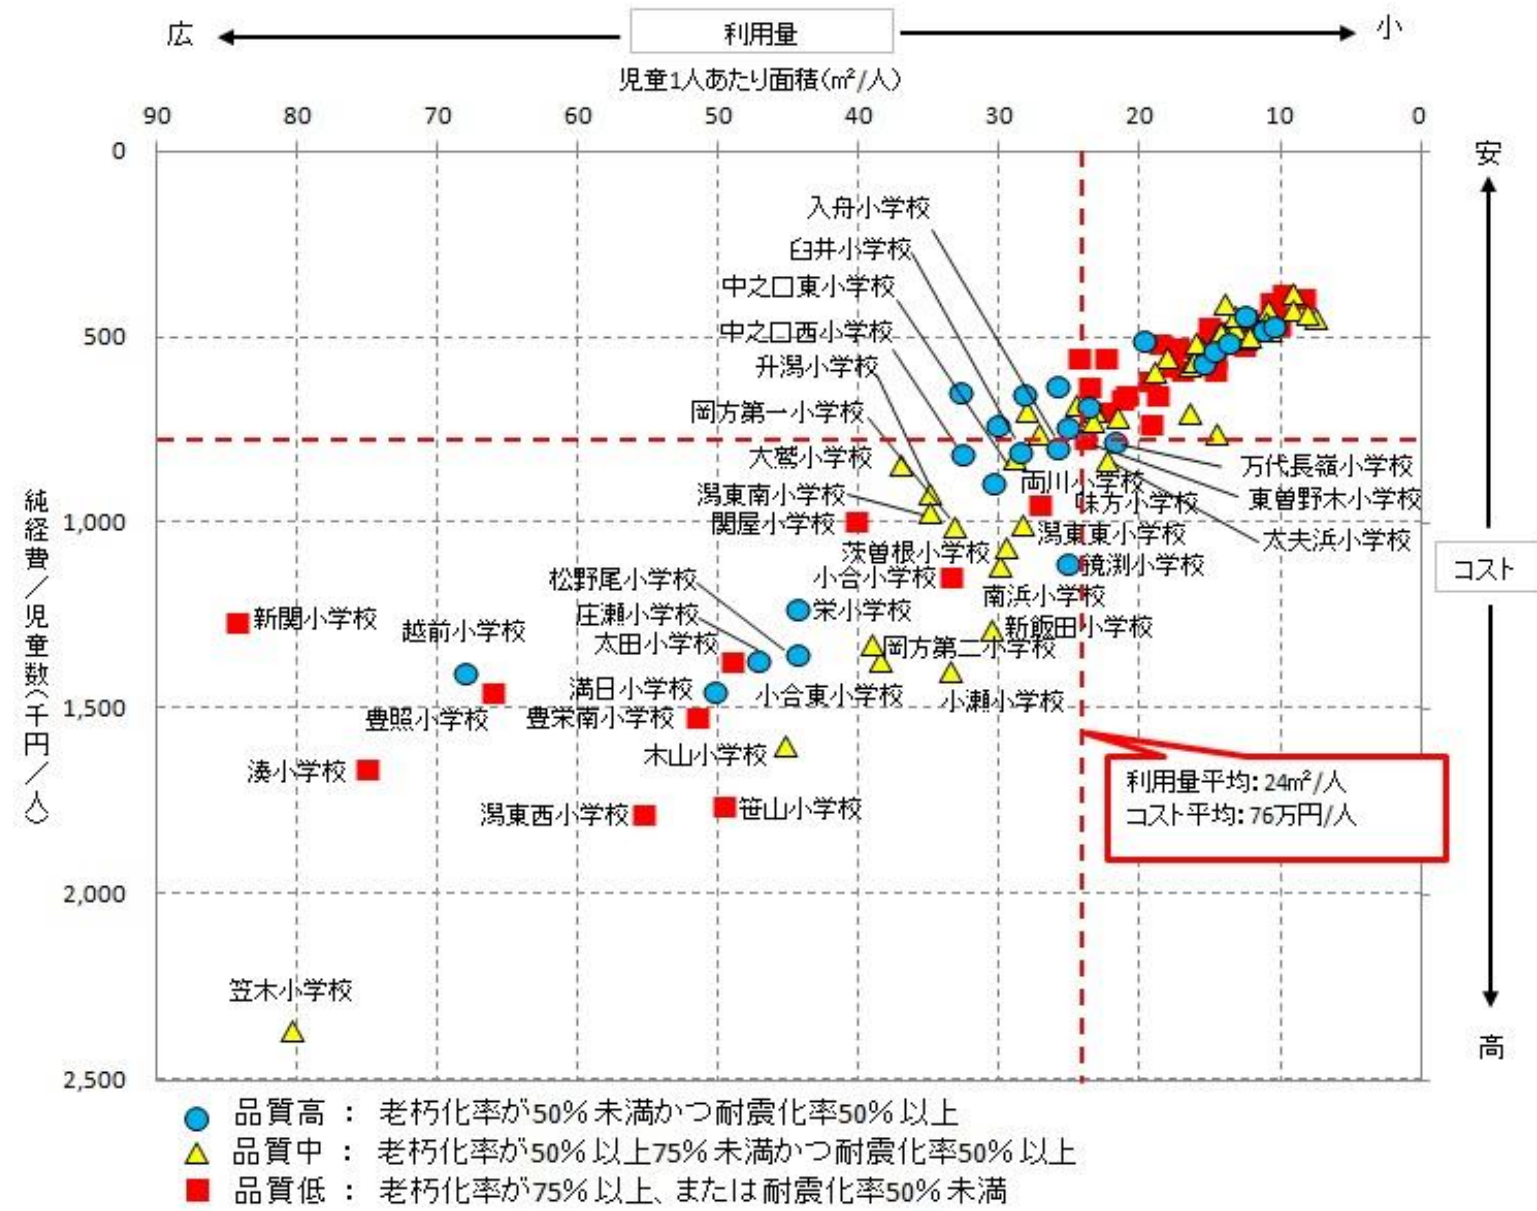 広
利用量
小
児童1人あたり面積(㎡/人)
90 80 70 60 50 40 30 20 10 0
0
500
1,000
1,500
2,000
2,500
純経費/児童数(千円/人)
安
コスト
高
入舟小学校
臼井小学校
中之口東小学校
中之口西小学校
升潟小学校
岡方第一小学校
大鷲小学校
潟東南小学校
関屋小学校
両川小学校
味方小学校
万代長嶺小学校
東曽野木小学校
太夫浜小学校
潟東東小学校
茨曽根小学校
鏡渕小学校
小合小学校
松野尾小学校
南浜小学校
栄小学校
庄瀬小学校
新飯田小学校
太田小学校
岡方第二小学校
新関小学校
越前小学校
満日小学校
小合東小学校
小瀬小学校
豊照小学校
豊栄南小学校
木山小学校
湊小学校
潟東西小学校
笹山小学校
利用量平均:24㎡/人
コスト平均:76万円/人
笠木小学校
品質高 : 老朽化率が50%未満かつ耐震化率50%以上
品質中 : 老朽化率が50%以上75%未満かつ耐震化率50%以上
品質低 : 老朽化率が75%以上、または耐震化率50%未満